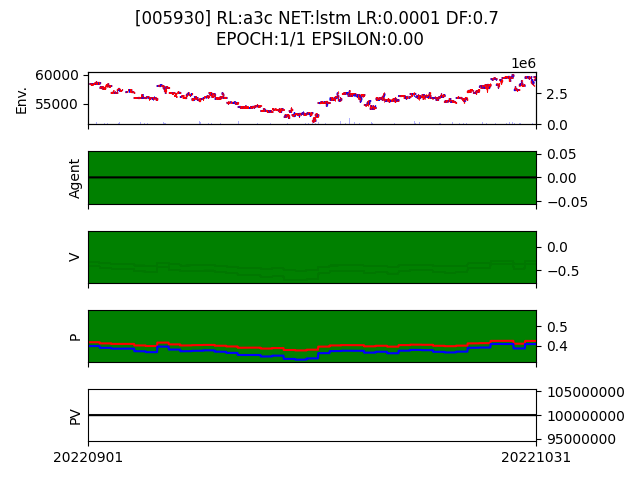 [005930] RL:a3c NET:lstm LR:0.0001 DF:0.7
EPOCH:1/1 EPSILON:0.00
1e6
60000
55000
Env.
2.5
0.0
Agent
0.05
0.00
−0.05
V
0.0
−0.5
P
0.5
0.4
PV
105000000
100000000
95000000
20220901
20221031